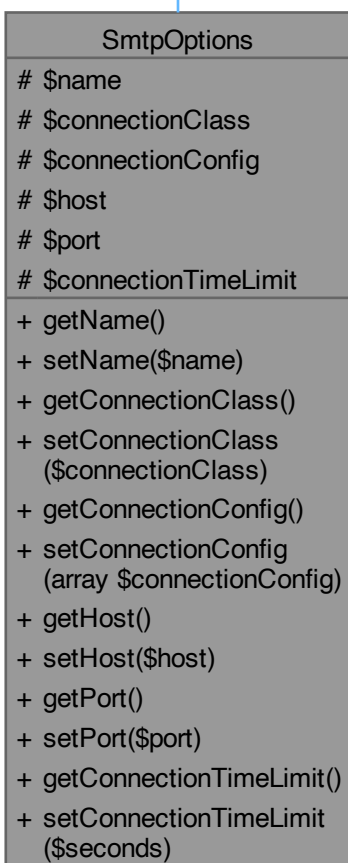 SmtpOptions
# $name
# $connectionClass
# $connectionConfig
# $host
# $port
# $connectionTimeLimit
+ getName()
+ setName($name)
+ getConnectionClass()
+ setConnectionClass
($connectionClass)
+ getConnectionConfig()
+ setConnectionConfig
(array $connectionConfig)
+ getHost()
+ setHost($host)
+ getPort()
+ setPort($port)
+ getConnectionTimeLimit()
+ setConnectionTimeLimit
($seconds)